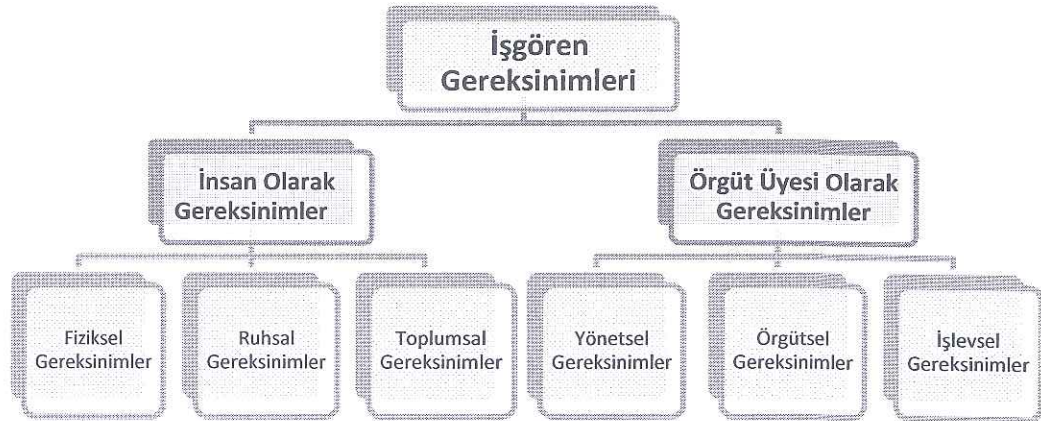 İşgören
Gereksinimleri
İnsan Olarak
Gereksinimler
Örgüt Üyesi Olarak
Gereksinimler
Fiziksel
Gereksinimler
Ruhsal
Gereksinimler
Toplumsal
Gereksinimler
Yönetsel
Gereksinimler
Örgütsel
Gereksinimler
İşlevsel
Gereksinimler